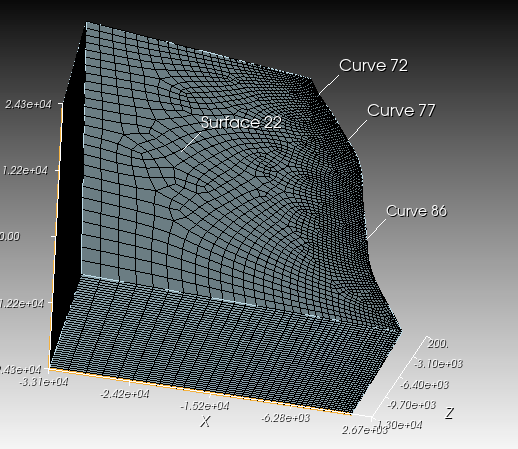 Curve 72
2.43e+04
Curve 77
Surface 22
1.22e+04
Curve 86
0.00
1.22e+04
200.
-3.10e+03
.43e+04
-3.31e+04
-6.40e+03
-2.42e+04
-9.70e+03
-1.52e+04
Z
-6.28e+03
X
2.67e+03
1.30e+04